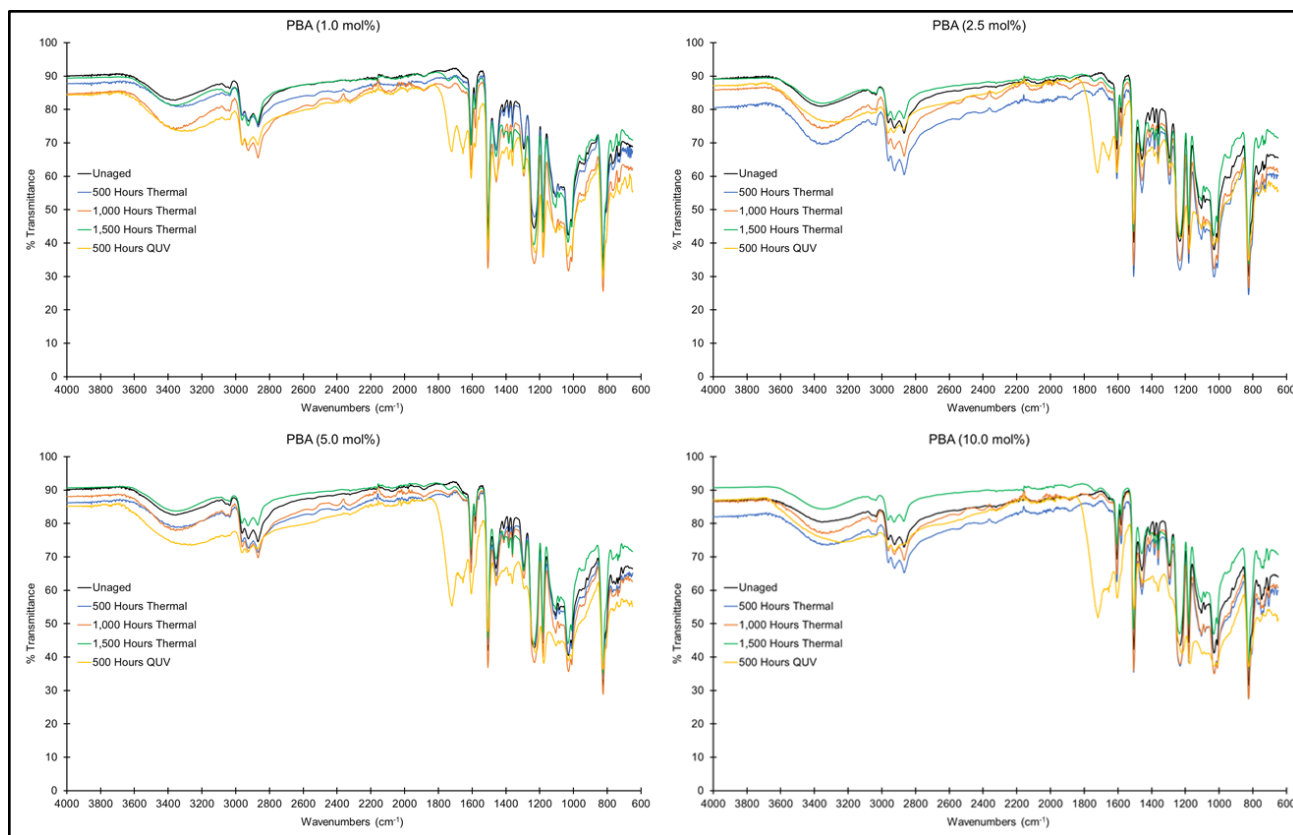 PBA (1.0 mol%)
100
90
80
70
60
50
40
30
20
10
0
% Transmittance
Unaged
500 Hours Thermal
1,000 Hours Thermal
1,500 Hours Thermal
500 Hours QUV
4000 3800 3600 3400 3200 3000 2800 2600 2400 2200 2000 1800 1600 1400 1200 1000 800 600
Wavenumbers (cm⁻¹)
PBA (2.5 mol%)
100
90
80
70
60
50
40
30
20
10
0
% Transmittance
Unaged
500 Hours Thermal
1,000 Hours Thermal
1,500 Hours Thermal
500 Hours QUV
4000 3800 3600 3400 3200 3000 2800 2600 2400 2200 2000 1800 1600 1400 1200 1000 800 600
Wavenumbers (cm⁻¹)
PBA (5.0 mol%)
100
90
80
70
60
50
40
30
20
10
0
% Transmittance
Unaged
500 Hours Thermal
1,000 Hours Thermal
1,500 Hours Thermal
500 Hours QUV
4000 3800 3600 3400 3200 3000 2800 2600 2400 2200 2000 1800 1600 1400 1200 1000 800 600
Wavenumbers (cm⁻¹)
PBA (10.0 mol%)
100
90
80
70
60
50
40
30
20
10
0
% Transmittance
Unaged
500 Hours Thermal
1,000 Hours Thermal
1,500 Hours Thermal
500 Hours QUV
4000 3800 3600 3400 3200 3000 2800 2600 2400 2200 2000 1800 1600 1400 1200 1000 800 600
Wavenumbers (cm⁻¹)